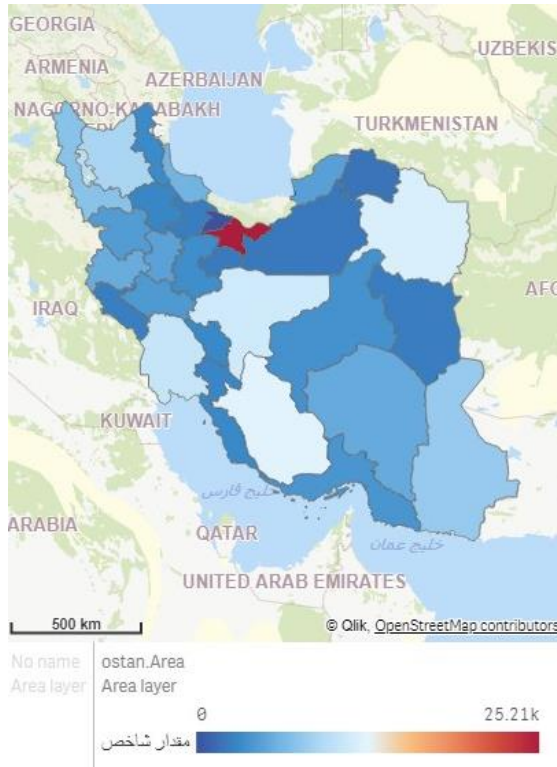 GEORGIA
UZBEKIS
ARMENIA
AZERBAIJAN
NAGORNO-KARABAKH
TURKMENISTAN
IRAQ
AFG
KUWAIT
خلیج فارس
ARABIA
QATAR
خلیج عمان
UNITED ARAB EMIRATES
500 km
© Qlik, OpenStreetMap contributors
No name
ostan.Area
Area layer
Area layer
0
25.21k
مقدار شاخص